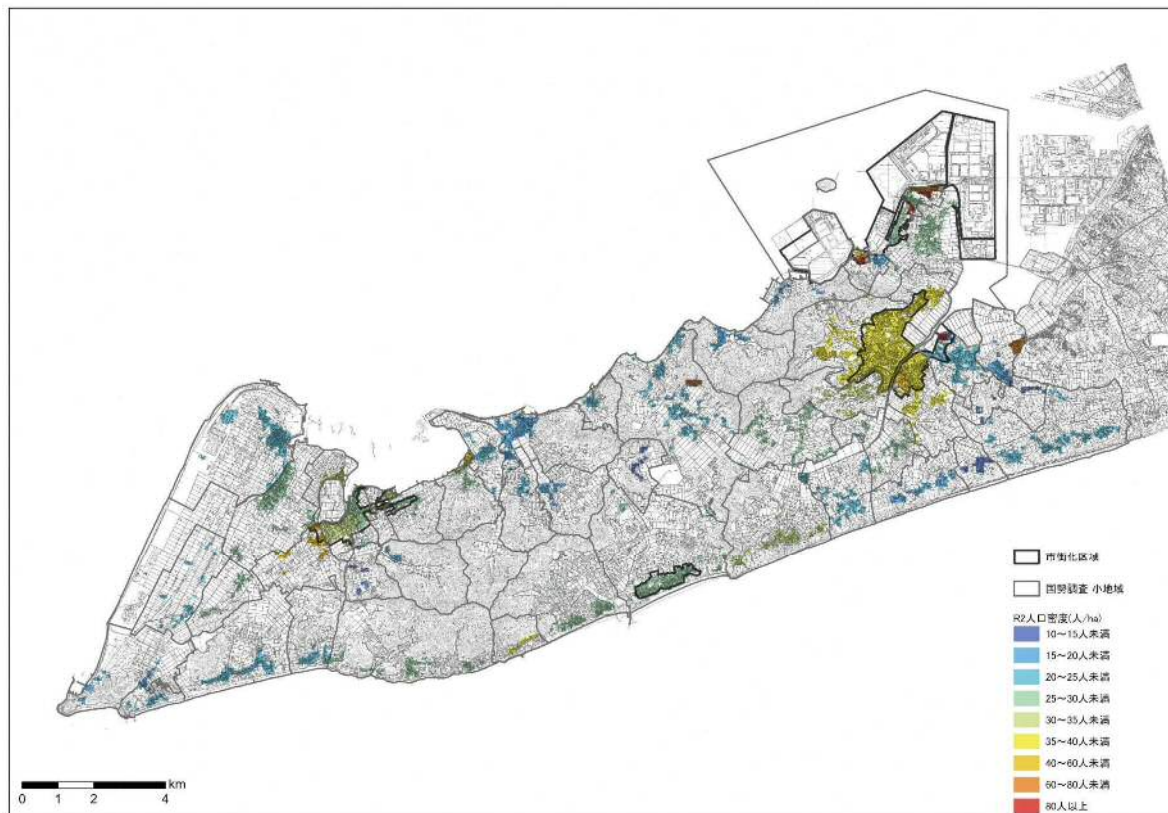 市街化区域
国勢調査 小地域
R2人口密度(人/ha)
10～15人未満
15～20人未満
20～25人未満
25～30人未満
30～35人未満
35～40人未満
40～60人未満
60～80人未満
80人以上
km
0 1 2 4